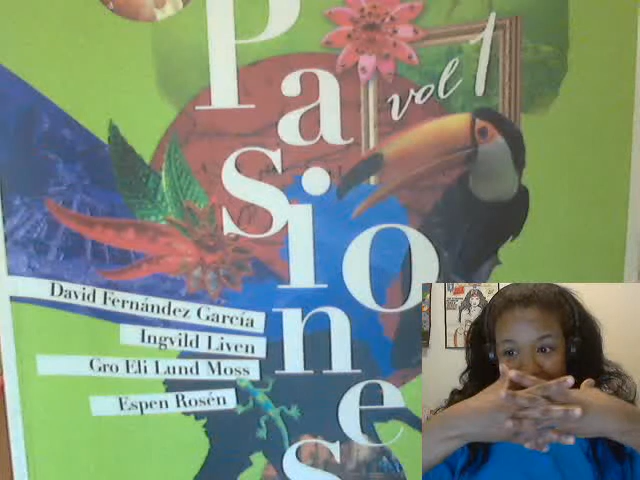 Pasiones
vol 1
David Fernández García
Ingvild Liven
Gro Eli Lund Moss
Espen Rosén